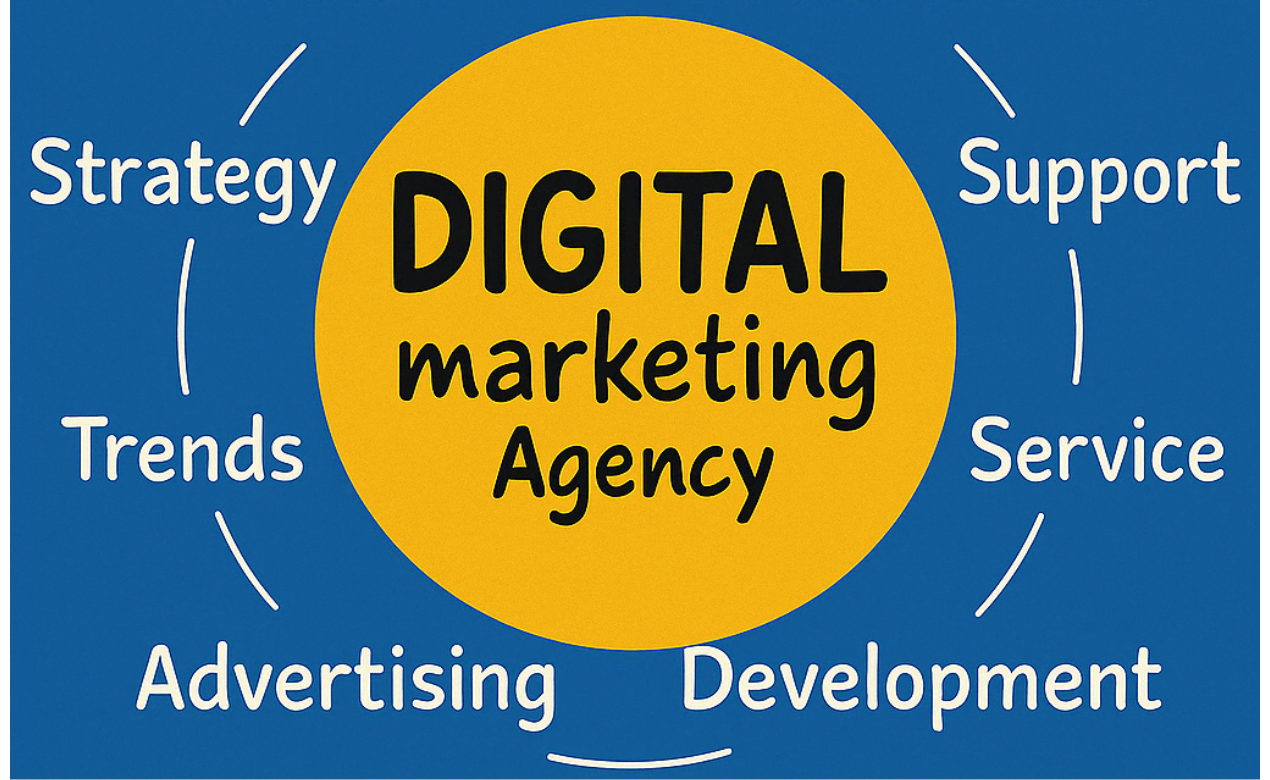 Strategy
Support
DIGITAL
marketing
Agency
Trends
Service
Advertising
Development